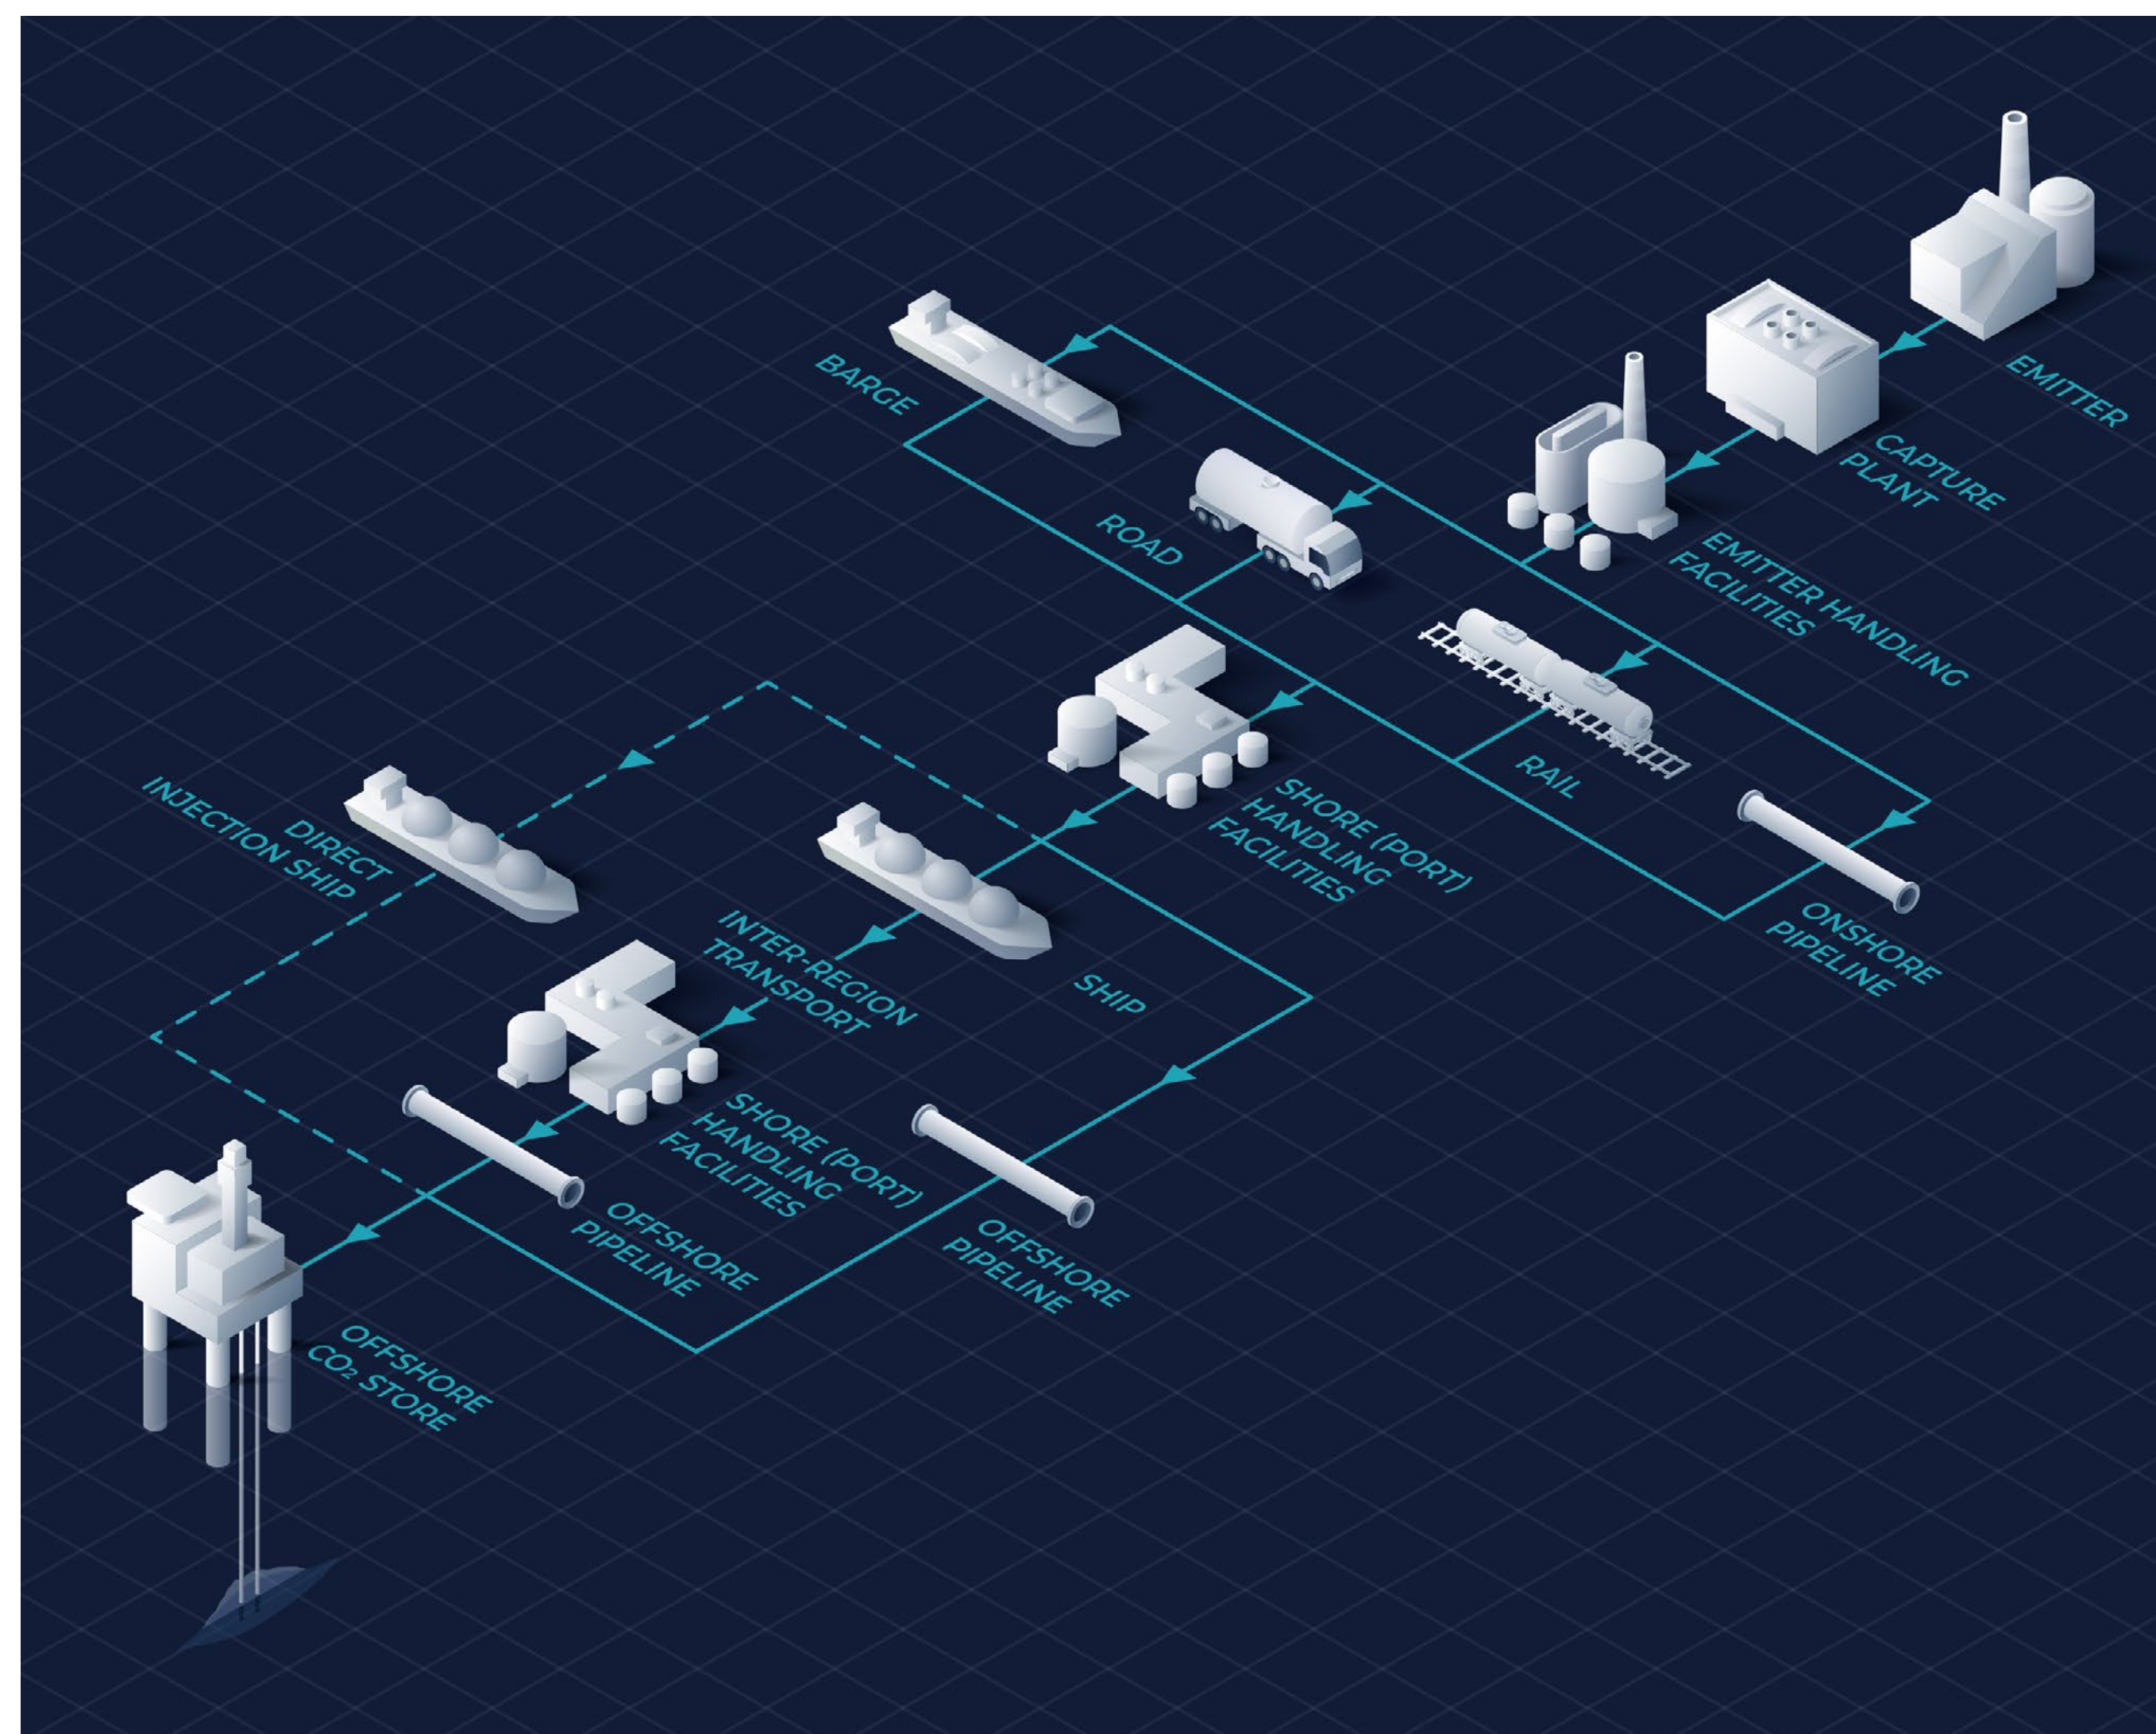 EMITTER
CAPTURE
PLANT
EMITTER HANDLING
FACILITIES
BARGE
ROAD
RAIL
ONSHORE
PIPELINE
SHORE (PORT)
HANDLING
FACILITIES
SHIP
INTER-REGION
TRANSPORT
DIRECT
INJECTION SHIP
SHORE (PORT)
HANDLING
FACILITIES
OFFSHORE
PIPELINE
OFFSHORE
PIPELINE
OFFSHORE
CO₂ STORE